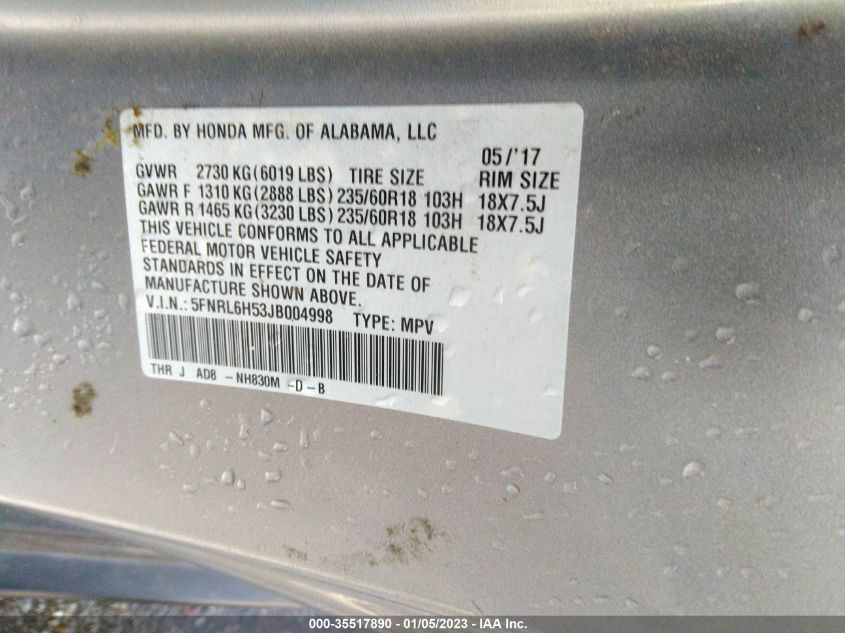 MFD. BY HONDA MFG. OF ALABAMA, LLC
05/'17
GVWR 2730 KG(6019 LBS) TIRE SIZE RIM SIZE
GAWR F 1310 KG(2888 LBS) 235/60R18 103H 18X7.5J
GAWR R 1465 KG(3230 LBS) 235/60R18 103H 18X7.5J
THIS VEHICLE CONFORMS TO ALL APPLICABLE
FEDERAL MOTOR VEHICLE SAFETY
STANDARDS IN EFFECT ON THE DATE OF
MANUFACTURE SHOWN ABOVE.
V.I.N.: 5FNRL6H53JB004998 TYPE: MPV
THR J AD8 -NH830M -D-B
000-35517890 - 01/05/2023 - IAA Inc.